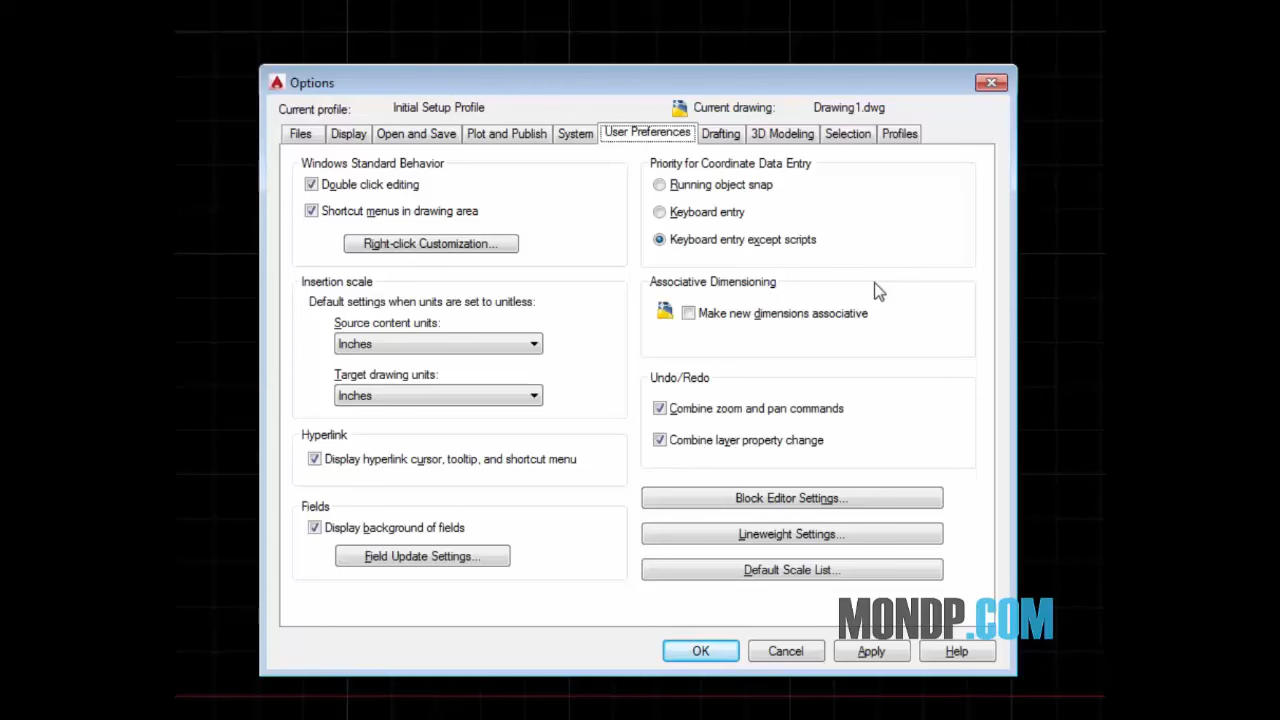 Options
Current profile: Initial Setup Profile Current drawing: Drawing1.dwg
Files Display Open and Save Plot and Publish System User Preferences Drafting 3D Modeling Selection Profiles
Windows Standard Behavior
Double click editing
Shortcut menus in drawing area
Right-click Customization...
Insertion scale
Default settings when units are set to unitless:
Source content units:
Inches
Target drawing units:
Inches
Hyperlink
Display hyperlink cursor, tooltip, and shortcut menu
Fields
Display background of fields
Field Update Settings...
Priority for Coordinate Data Entry
Running object snap
Keyboard entry
Keyboard entry except scripts
Associative Dimensioning
Make new dimensions associative
Undo/Redo
Combine zoom and pan commands
Combine layer property change
Block Editor Settings...
Lineweight Settings...
Default Scale List...
MONDP.COM
OK Cancel Apply Help